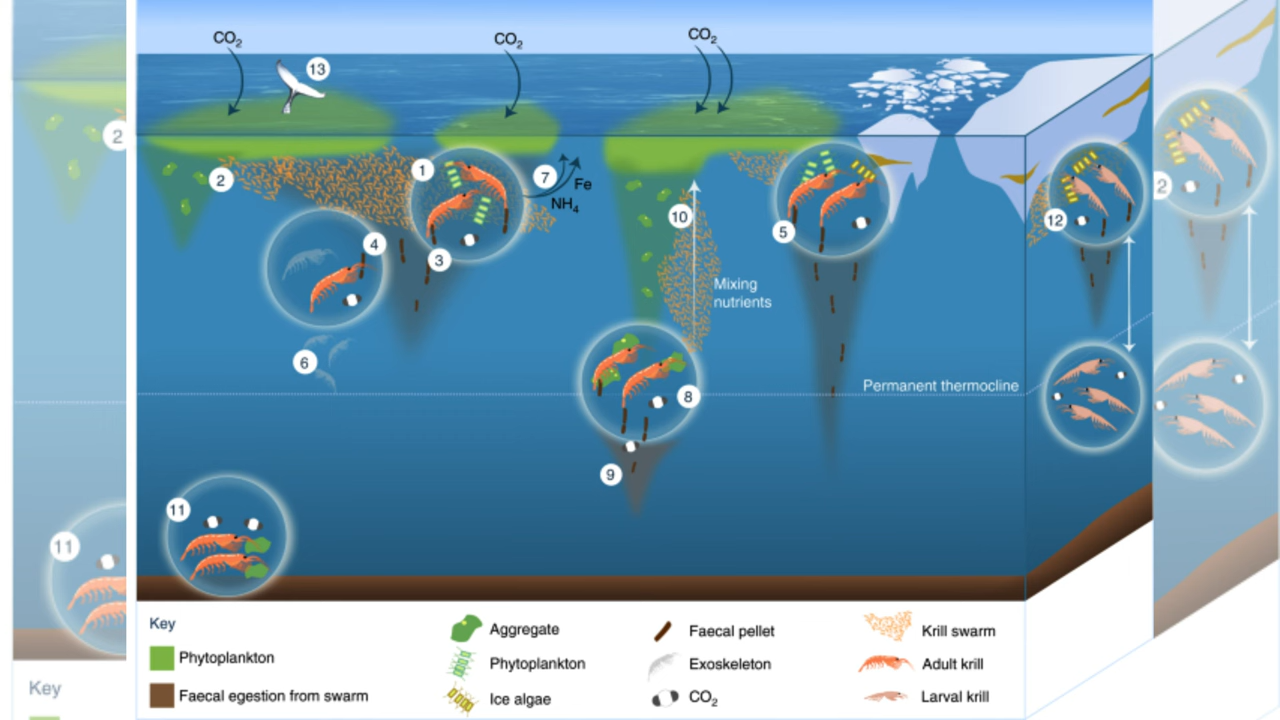 CO₂
CO₂
CO₂
13
2
1
2
7
Fe
NH₄
2
10
5
12
4
3
Mixing
nutrients
6
Permanent thermocline
8
9
11
11
Key
Key
Aggregate
Faecal pellet
Krill swarm
Phytoplankton
Phytoplankton
Exoskeleton
Adult krill
Faecal egestion from swarm
Ice algae
CO₂
Larval krill